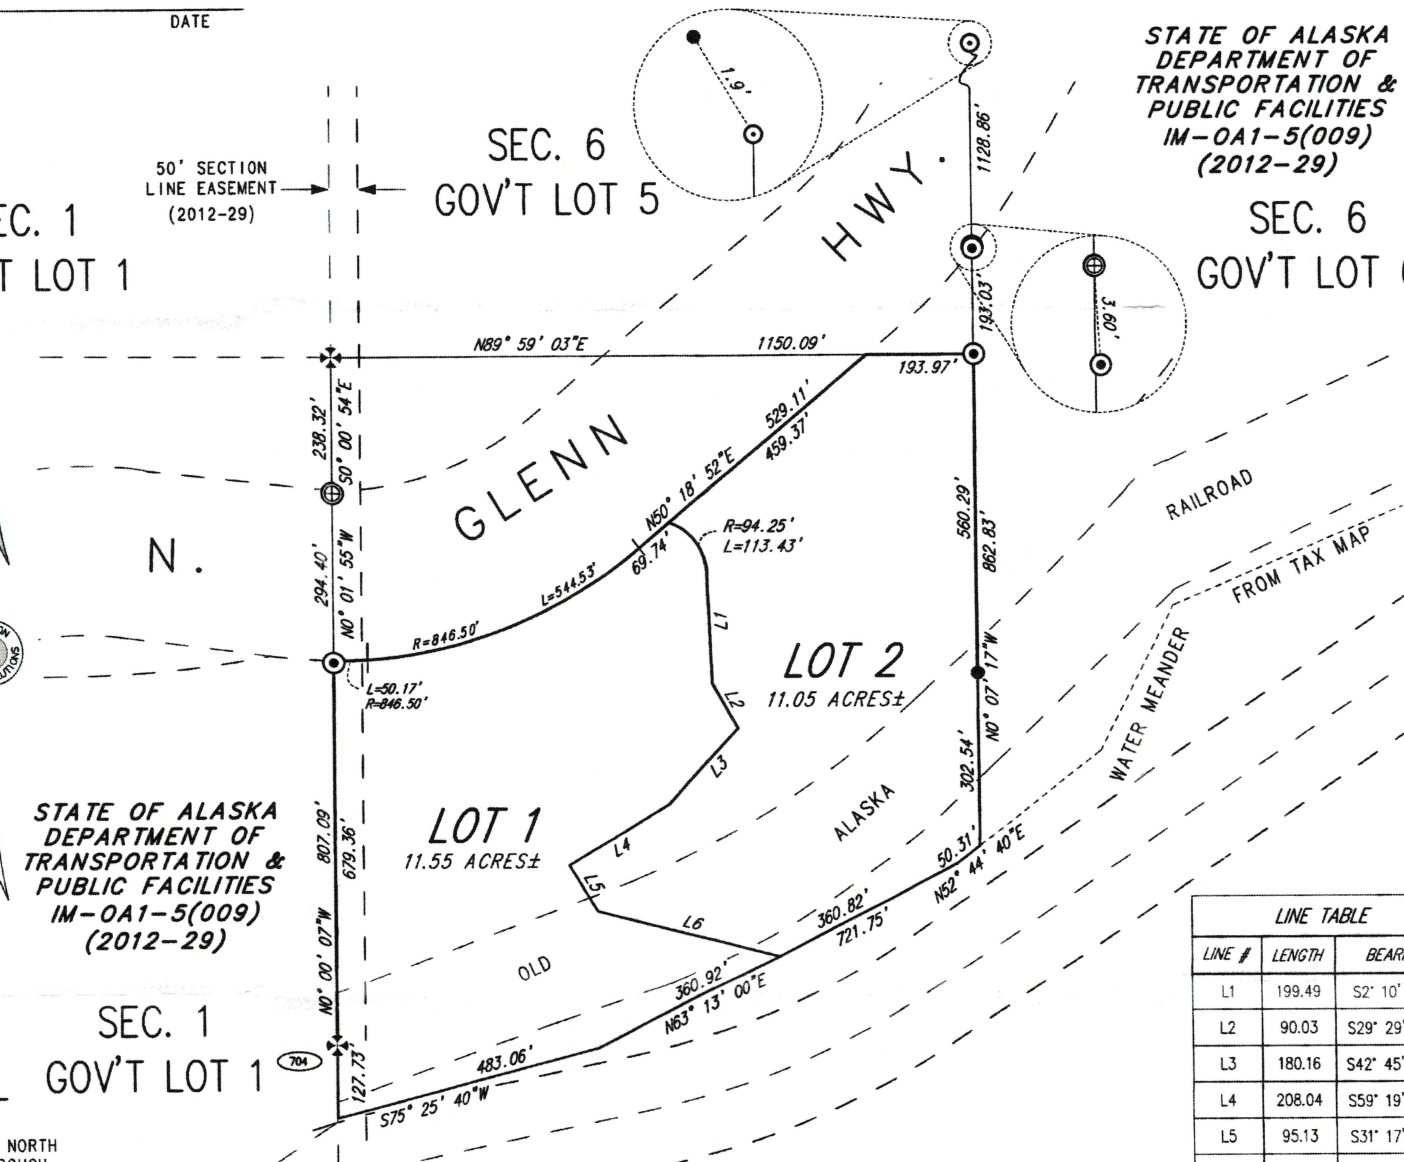 DATE
50' SECTION
LINE EASEMENT
(2012-29)
SEC. 6
GOV'T LOT 5
1.9'
1128.86'
STATE OF ALASKA
DEPARTMENT OF
TRANSPORTATION &
PUBLIC FACILITIES
IM-OA1-5(009)
(2012-29)
EC. 1
T LOT 1
HWY.
SEC. 6
GOV'T LOT
193.03'
3.60'
N89° 59' 03"E
1150.09'
193.97'
238.32'
S0° 00' 54"E
529.11'
459.37'
GLENN
N50° 18' 52"E
69.74'
R=94.25'
L=113.43'
560.29'
862.83'
RAILROAD
FROM TAX MAP
N.
294.40'
N0° 01' 55"W
L=544.53'
R=846.50'
L=50.17'
R=846.50'
L1
LOT 2
11.05 ACRES±
L2
N0° 07' 17"W
WATER MEANDER
L3
302.54'
STATE OF ALASKA
DEPARTMENT OF
TRANSPORTATION &
PUBLIC FACILITIES
IM-OA1-5(009)
(2012-29)
807.09'
679.36'
LOT 1
11.55 ACRES±
L4
ALASKA
50.31'
N52° 44' 40"E
L5
L6
360.82'
721.75'
N0° 00' 07"W
OLD
360.92'
N63° 13' 00"E
SEC. 1
GOV'T LOT 1
704
127.73'
483.06'
S75° 25' 40"W
LINE TABLE
LINE # LENGTH BEAR
L1 199.49 S2° 10'
L2 90.03 S29° 29'
L3 180.16 S42° 45'
L4 208.04 S59° 19'
L5 95.13 S31° 17'
NORTH